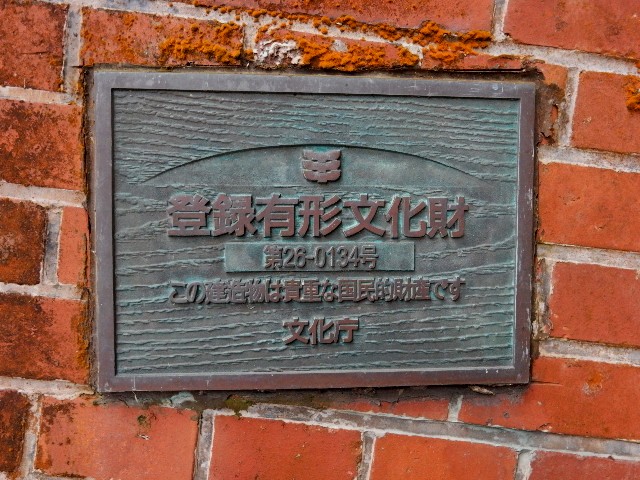 登録有形文化財
第26-0134号
この建造物は貴重な国民的財産です
文化庁